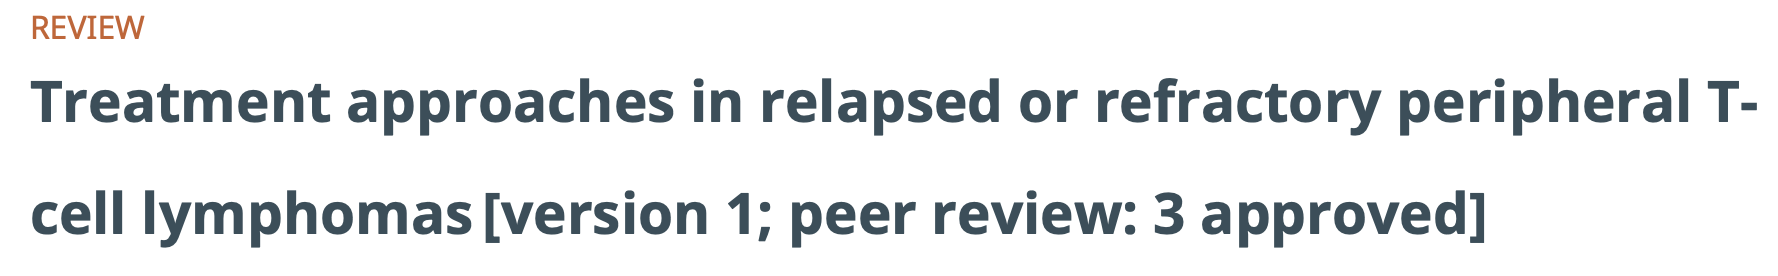 REVIEW
Treatment approaches in relapsed or refractory peripheral T-
cell lymphomas [version 1; peer review: 3 approved]